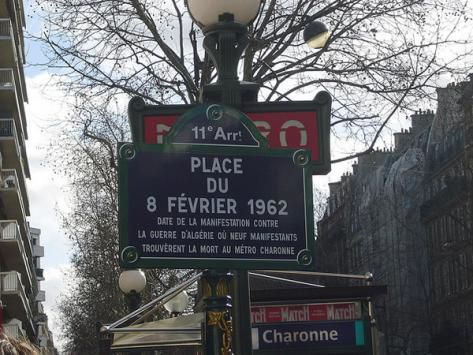 11e Arrt
METRO
PLACE
DU
8 FÉVRIER 1962
DATE DE LA MANIFESTATION CONTRE
LA GUERRE D'ALGÉRIE OÙ NEUF MANIFESTANTS
TROUVÈRENT LA MORT AU MÉTRO CHARONNE
MATCH MATCH MATCH
Charonne